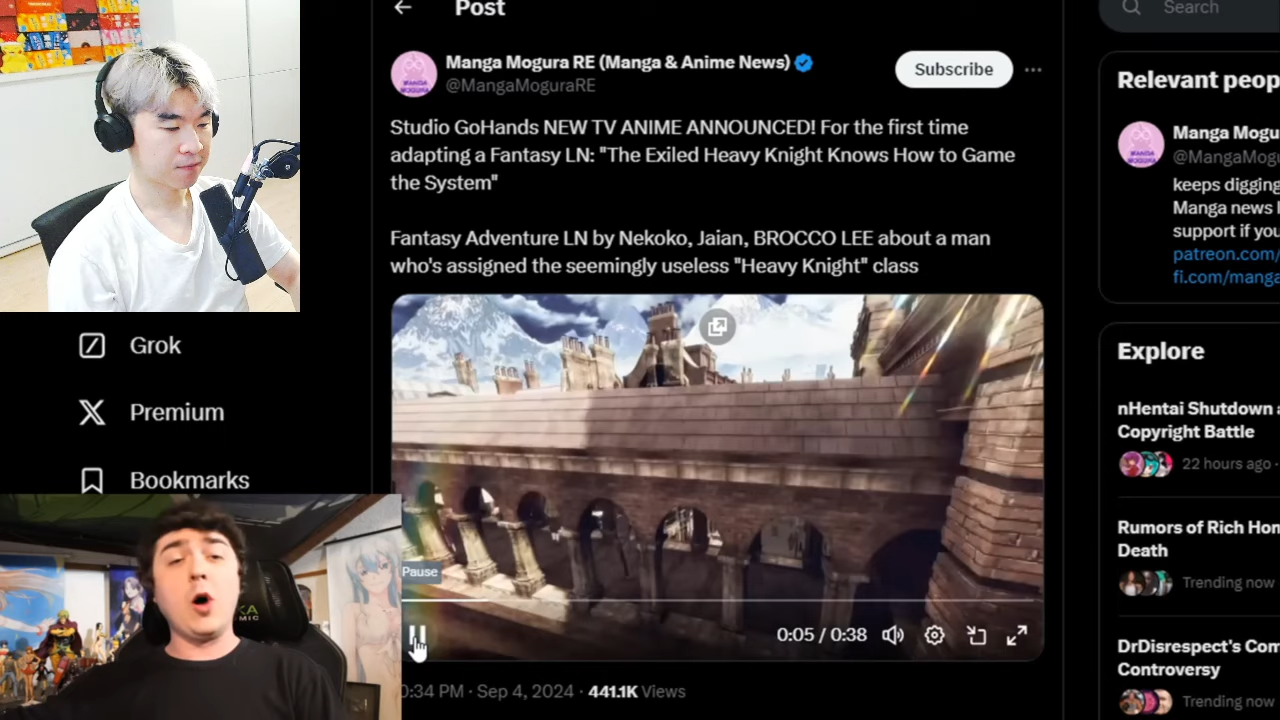 Post
Search
Manga Mogura RE (Manga & Anime News)
@MangaMoguraRE
Subscribe
Studio GoHands NEW TV ANIME ANNOUNCED! For the first time
adapting a Fantasy LN: "The Exiled Heavy Knight Knows How to Game
the System"
Fantasy Adventure LN by Nekoko, Jaian, BROCCO LEE about a man
who's assigned the seemingly useless "Heavy Knight" class
Pause
0:05 / 0:38
0:34 PM · Sep 4, 2024 · 441.1K Views
Grok
Premium
Bookmarks
Relevant peop
Manga Mogu
@MangaMogu
keeps digging
Manga news
support if you
patreon.com/
fi.com/manga
Explore
nHentai Shutdown
Copyright Battle
22 hours ago ·
Rumors of Rich Hom
Death
Trending now
DrDisrespect's Com
Controversy
Trending now